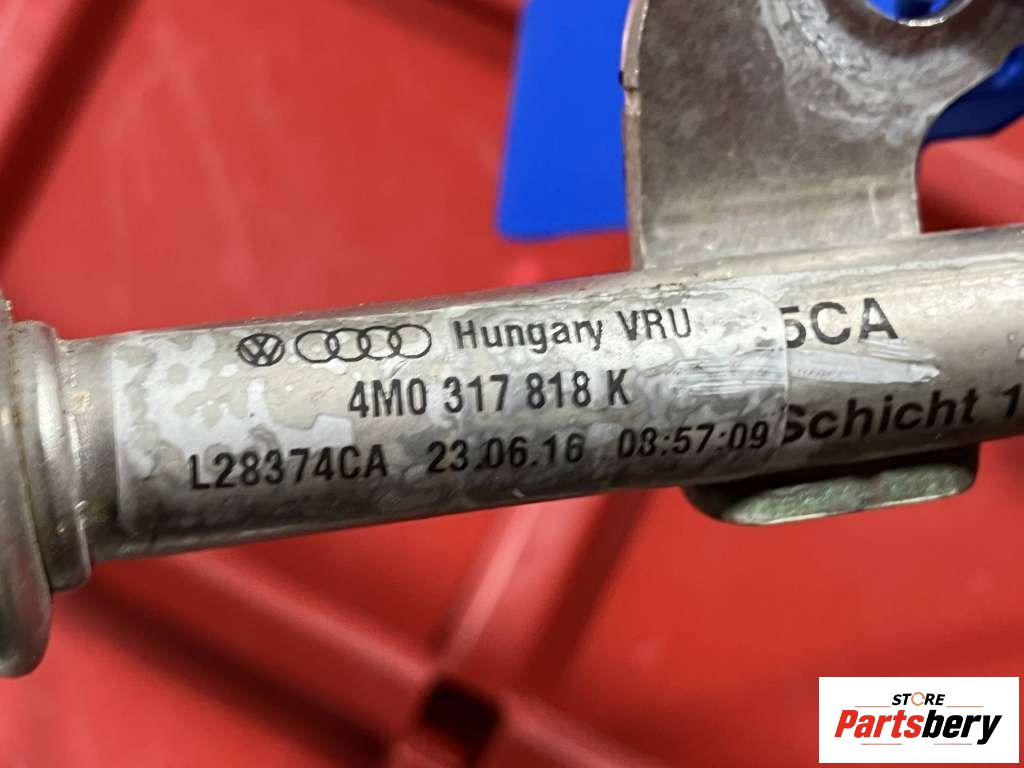 Hungary VRU
4M0 317 818 K
L28374CA 23.06.16 08:57:09
5CA
Schicht 1
STORE
Partsbery